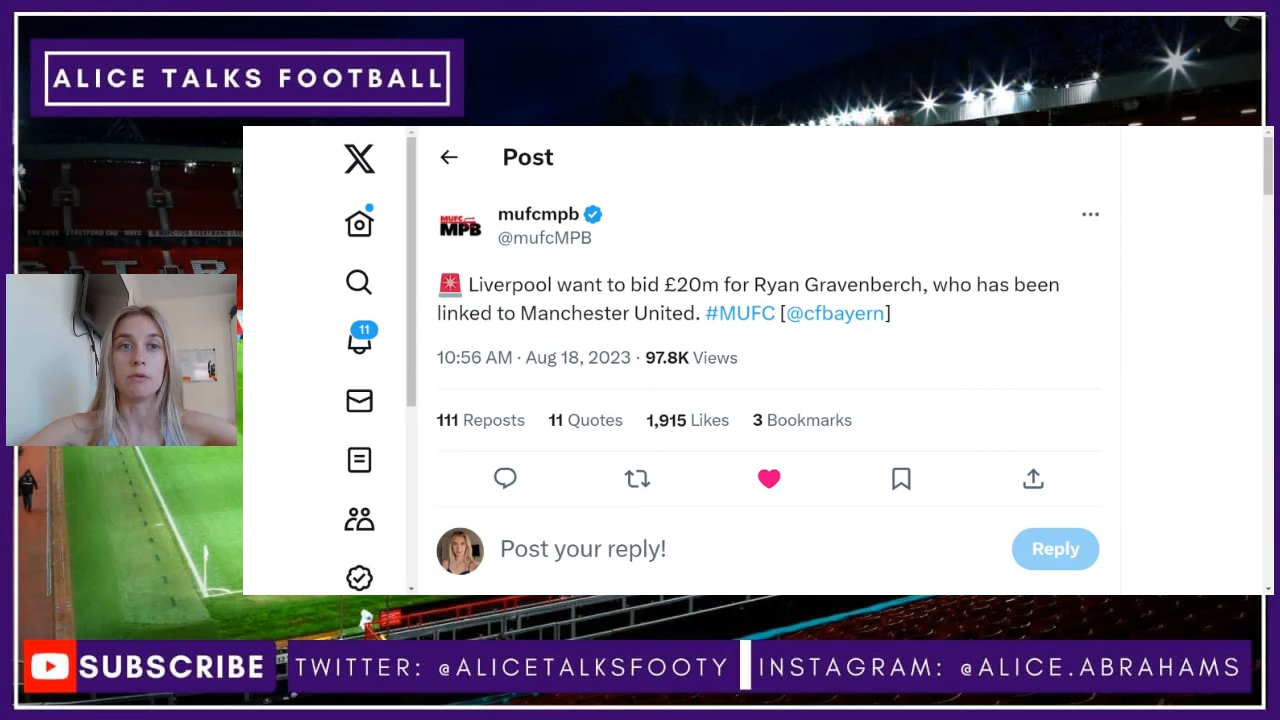 ALICE TALKS FOOTBALL
Post
mufcmpb
MUFC
MPB
@mufcMPB
🚨 Liverpool want to bid £20m for Ryan Gravenberch, who has been
linked to Manchester United. #MUFC [@cfbayern]
10:56 AM · Aug 18, 2023 · 97.8K Views
11
111 Reposts 11 Quotes 1,915 Likes 3 Bookmarks
Post your reply!
Reply
SUBSCRIBE
TWITTER: @ALICETALKSFOOTY
INSTAGRAM: @ALICE.ABRAHAMS